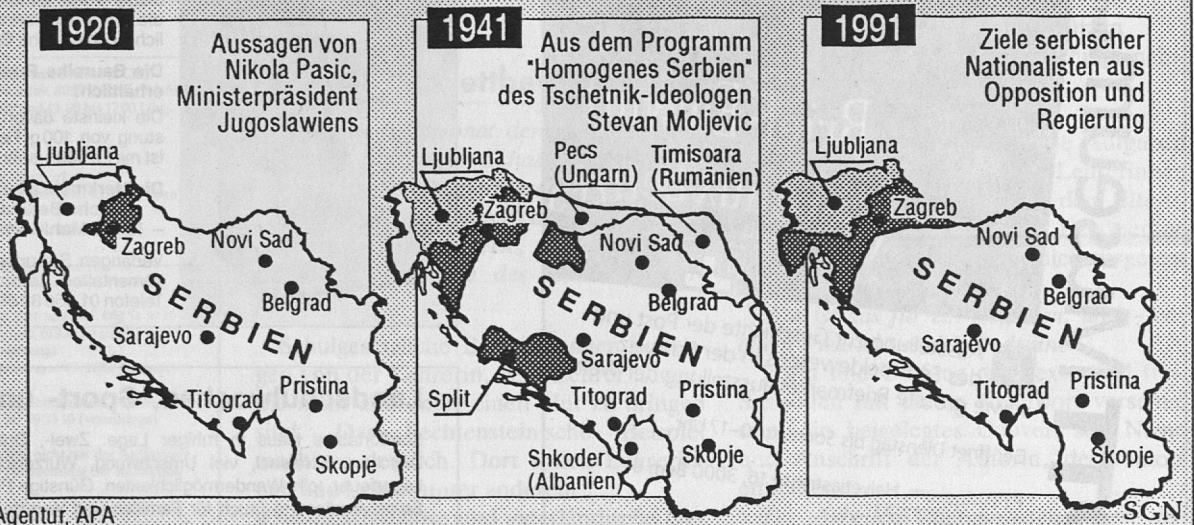 1920
Aussagen von
Nikola Pasic,
Ministerpräsident
Jugoslawiens
Ljubljana
Zagreb
Novi Sad
SERBIEN
Belgrad
Sarajevo
Pristina
Titograd
Skopje
1941
Aus dem Programm
"Homogenes Serbien"
des Tschetnik-Ideologen
Stevan Moljevic
Ljubljana
Pecs
(Ungarn)
Timisoara
(Rumänien)
Zagreb
Novi Sad
SERBIEN
Belgrad
Sarajevo
Pristina
Split
Titograd
Shkoder
(Albanien)
Skopje
1991
Ziele serbischer
Nationalisten aus
Opposition und
Regierung
Ljubljana
Zagreb
Novi Sad
SERBIEN
Belgrad
Sarajevo
Pristina
Titograd
Skopje
Agentur, APA
SGN